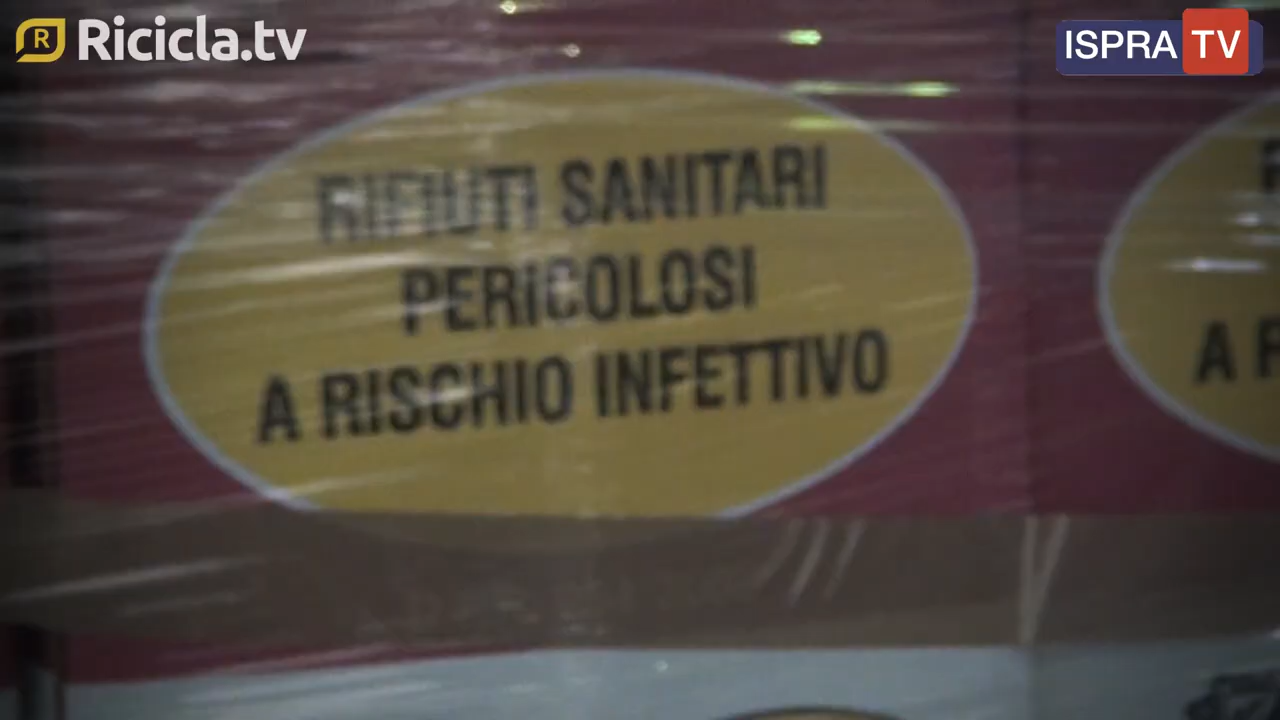 Ricicla.tv
ISPRA TV
RIFIUTI SANITARI
PERICOLOSI
A RISCHIO INFETTIVO
A